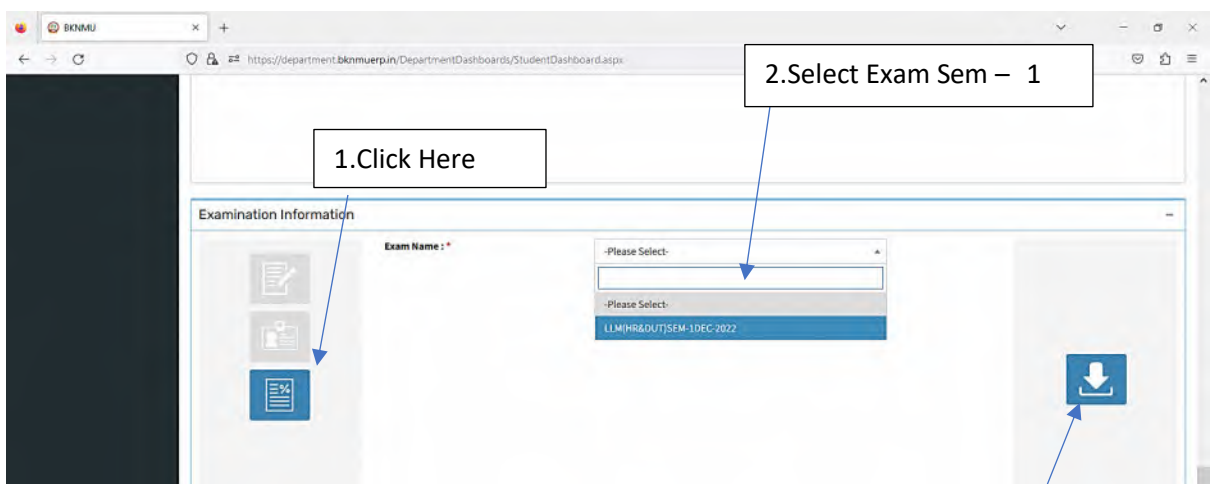 BKNMU
https://department.bknmuerp.in/DepartmentDashboards/StudentDashboard.aspx
2.Select Exam Sem – 1
1.Click Here
Examination Information
Exam Name : *
-Please Select-
-Please Select-
LLM(HR&DUT)SEM-1DEC-2022